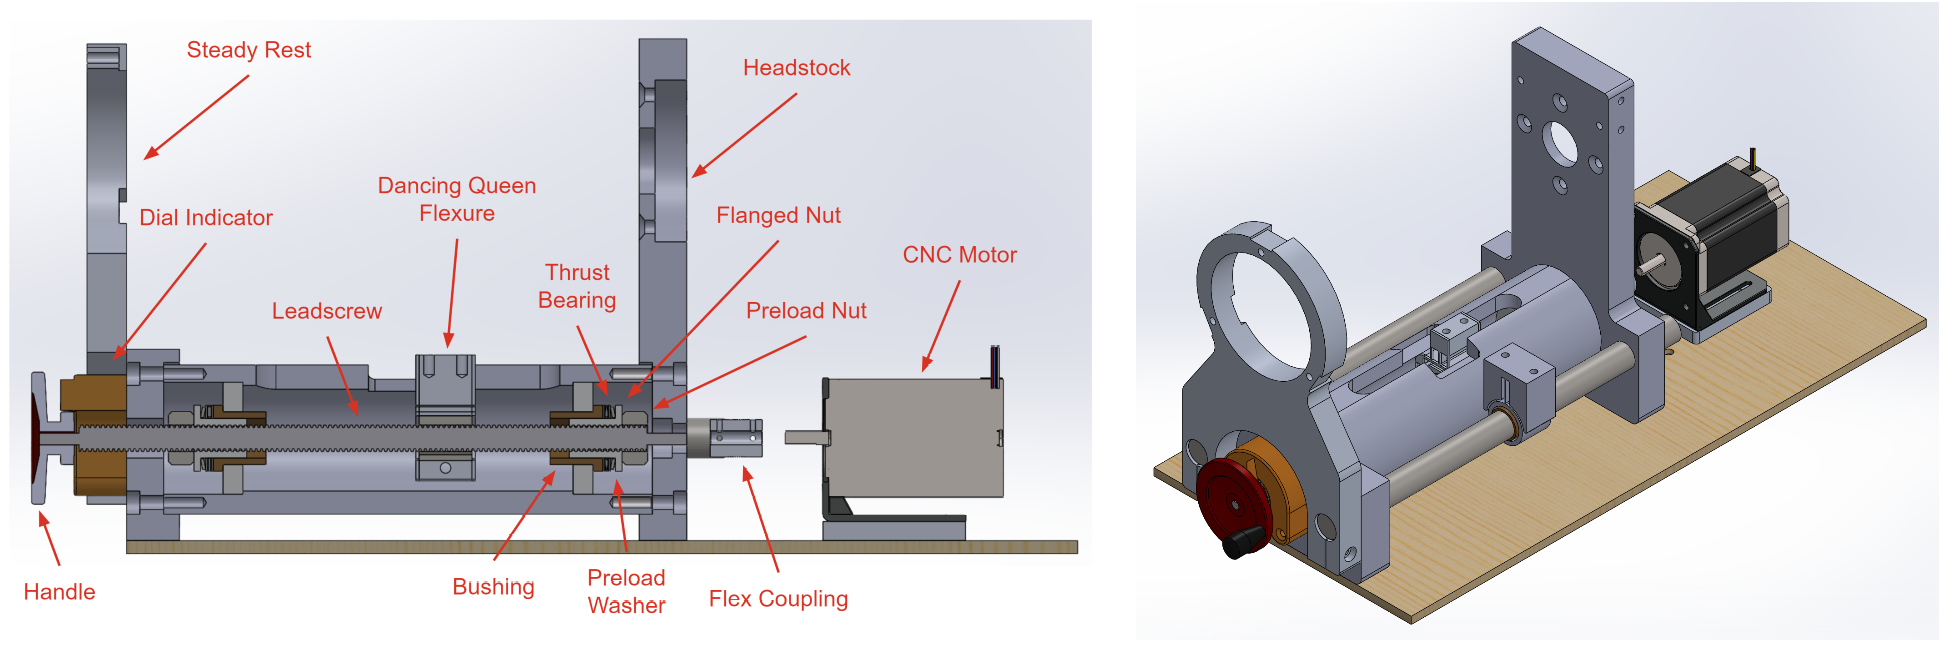 Steady Rest
Headstock
Dancing Queen
Flexure
Dial Indicator
Flanged Nut
CNC Motor
Thrust
Bearing
Leadscrew
Preload Nut
Handle
Bushing
Preload
Washer
Flex Coupling